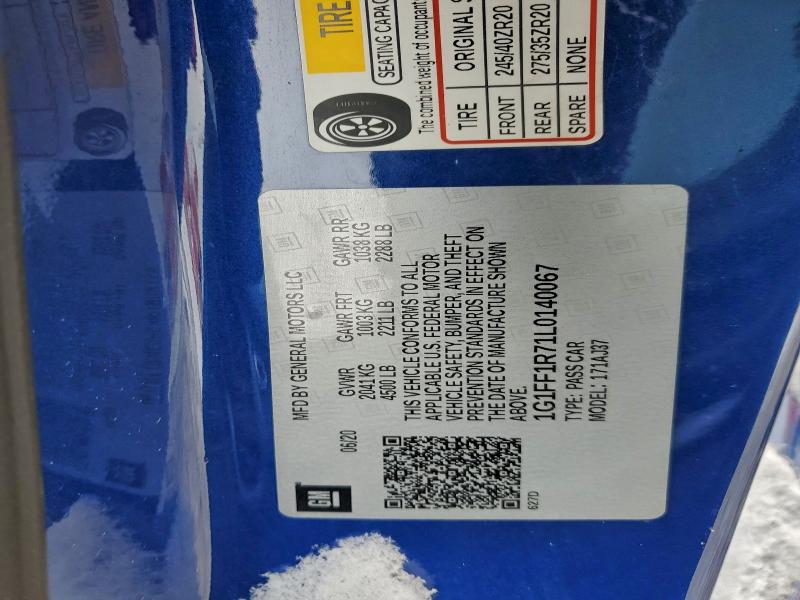 MFD BY GENERAL MOTORS LLC
06/20 GVWR GAWR FRT GAWR RR
2041 KG 1003 KG 1038 KG
4500 LB 2211 LB 2288 LB
THIS VEHICLE CONFORMS TO ALL
APPLICABLE U.S. FEDERAL MOTOR
VEHICLE SAFETY, BUMPER, AND THEFT
PREVENTION STANDARDS IN EFFECT ON
THE DATE OF MANUFACTURE SHOWN
ABOVE.
1G1FF1R71L0140067
TYPE: PASS CAR
MODEL: 171AJ37
GM
627D
TIRE
SEATING CAPAC
The combined weight of occupant
TIRE ORIGINAL S
FRONT 245/40ZR20
REAR 275/35ZR20
SPARE NONE